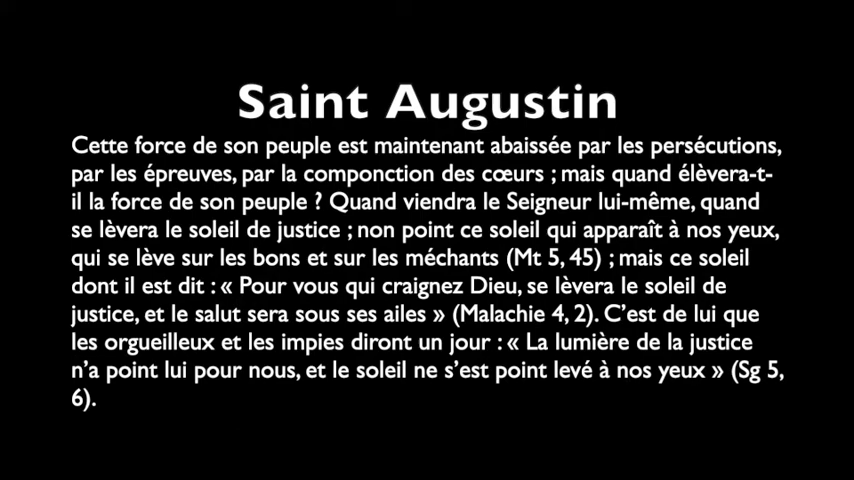 Saint Augustin
Cette force de son peuple est maintenant abaissée par les persécutions,
par les épreuves, par la componction des cœurs ; mais quand élèvera-t-
il la force de son peuple ? Quand viendra le Seigneur lui-même, quand
se lèvera le soleil de justice ; non point ce soleil qui apparaît à nos yeux,
qui se lève sur les bons et sur les méchants (Mt 5, 45) ; mais ce soleil
dont il est dit : « Pour vous qui craignez Dieu, se lèvera le soleil de
justice, et le salut sera sous ses ailes » (Malachie 4, 2). C’est de lui que
les orgueilleux et les impies diront un jour : « La lumière de la justice
n’a point lui pour nous, et le soleil ne s’est point levé à nos yeux » (Sg 5,
6).